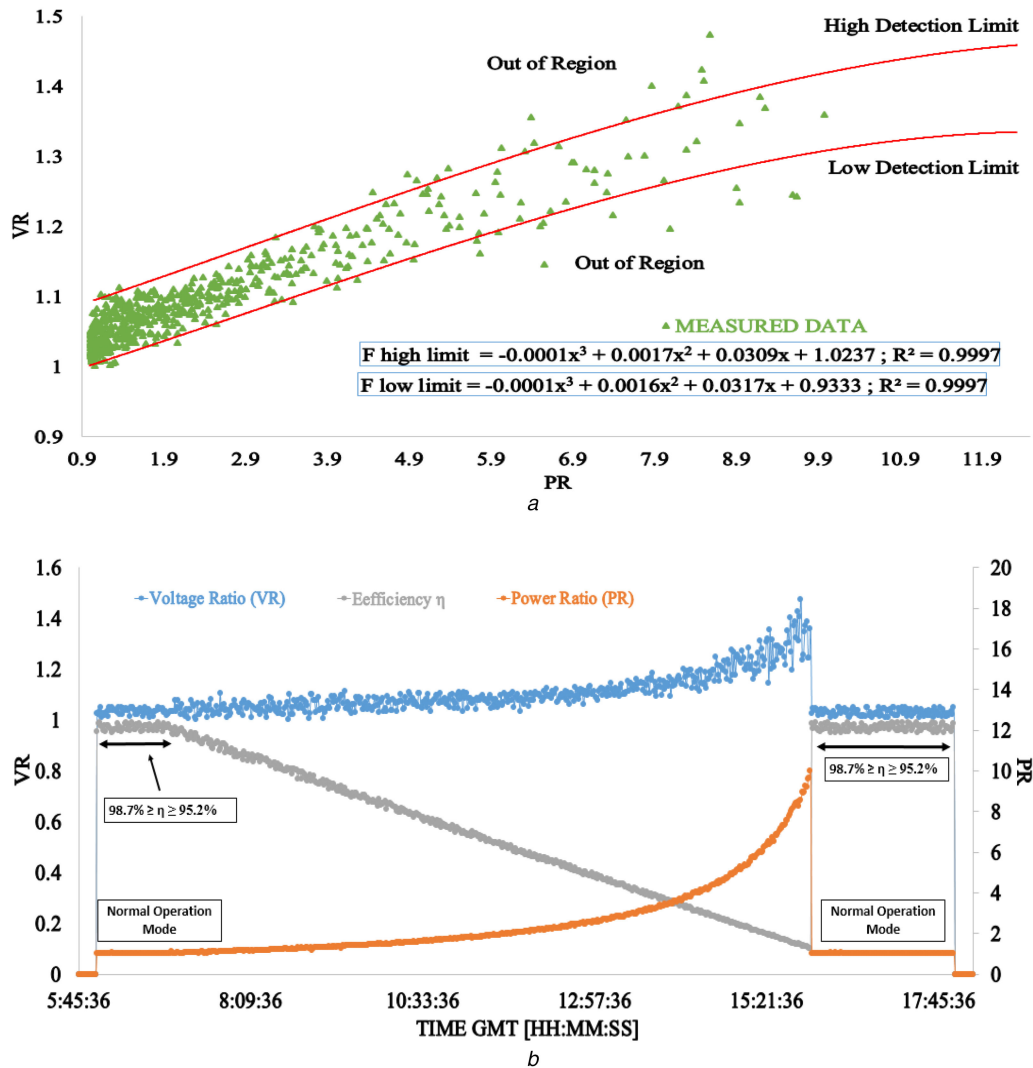 1.5
1.4
1.3
1.2
1.1
1
0.9
VR
High Detection Limit
Out of Region
Low Detection Limit
Out of Region
MEASURED DATA
F high limit = -0.0001x³ + 0.0017x² + 0.0309x + 1.0237 ; R² = 0.9997
F low limit = -0.0001x³ + 0.0016x² + 0.0317x + 0.9333 ; R² = 0.9997
0.9 1.9 2.9 3.9 4.9 5.9 6.9 7.9 8.9 9.9 10.9 11.9
PR
a
1.6
1.4
1.2
1
0.8
0.6
0.4
0.2
0
VR
Voltage Ratio (VR) Eefficiency η Power Ratio (PR)
20
18
16
14
12
10
8
6
4
2
0
PR
98.7% ≥ η ≥ 95.2%
98.7% ≥ η ≥ 95.2%
Normal Operation
Mode
Normal Operation
Mode
5:45:36 8:09:36 10:33:36 12:57:36 15:21:36 17:45:36
TIME GMT [HH:MM:SS]
b